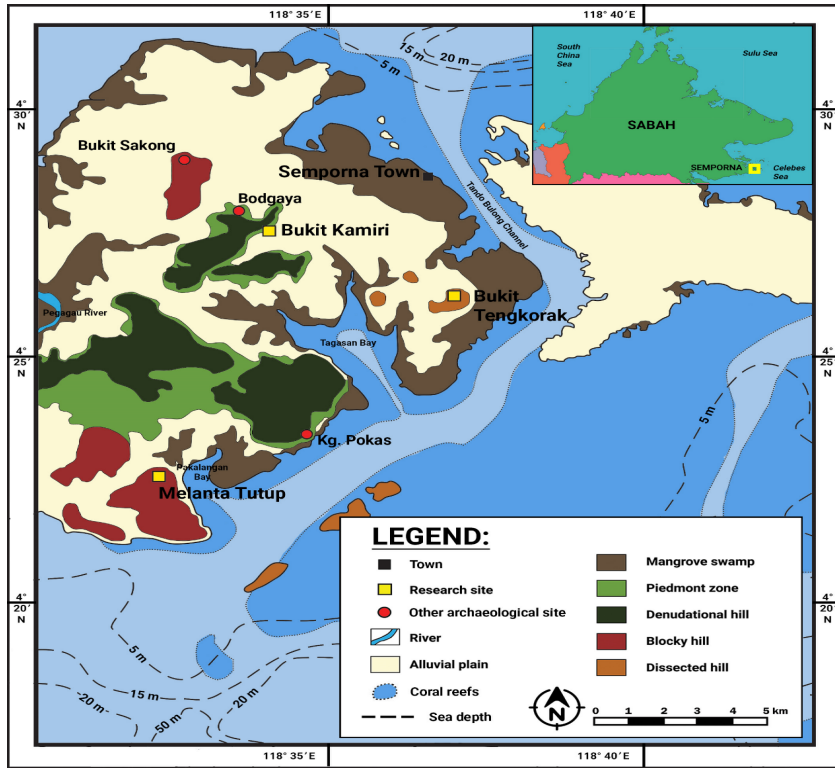 118° 35´E
118° 40´E
4°
30´
N
4°
30´
N
15 m
20 m
5 m
South
China
Sea
Sulu Sea
SABAH
SEMPORNA
Celebes
Sea
Bukit Sakong
Semporna Town
Bodgaya
Bukit Kamiri
Tando Bulong Channel
Bukit
Tengkorak
Pegagau River
Tagasan Bay
4°
25´
N
4°
25´
N
5 m
Kg. Pokas
Pakalangan
Bay
Melanta Tutup
LEGEND:
Town
Research site
Other archaeological site
River
Alluvial plain
Coral reefs
Sea depth
Mangrove swamp
Piedmont zone
Denudational hill
Blocky hill
Dissected hill
N
0 1 2 3 4 5 km
4°
20´
N
4°
20´
N
5 m
15 m
20 m
50 m
20 m
118° 35´E
118° 40´E